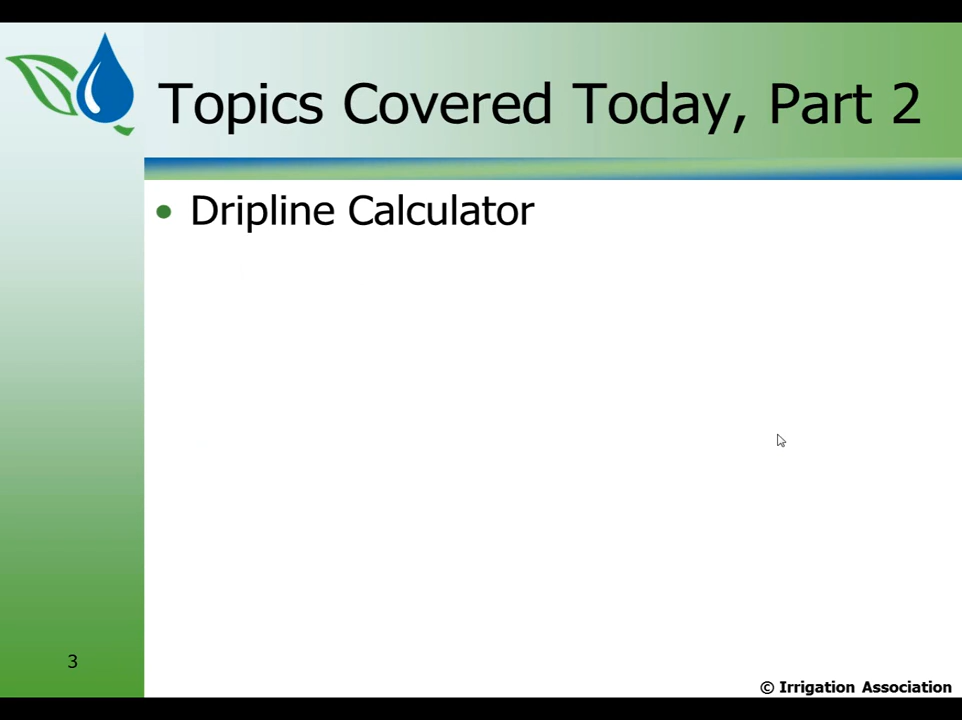 Topics Covered Today, Part 2
• Dripline Calculator
3
© Irrigation Association